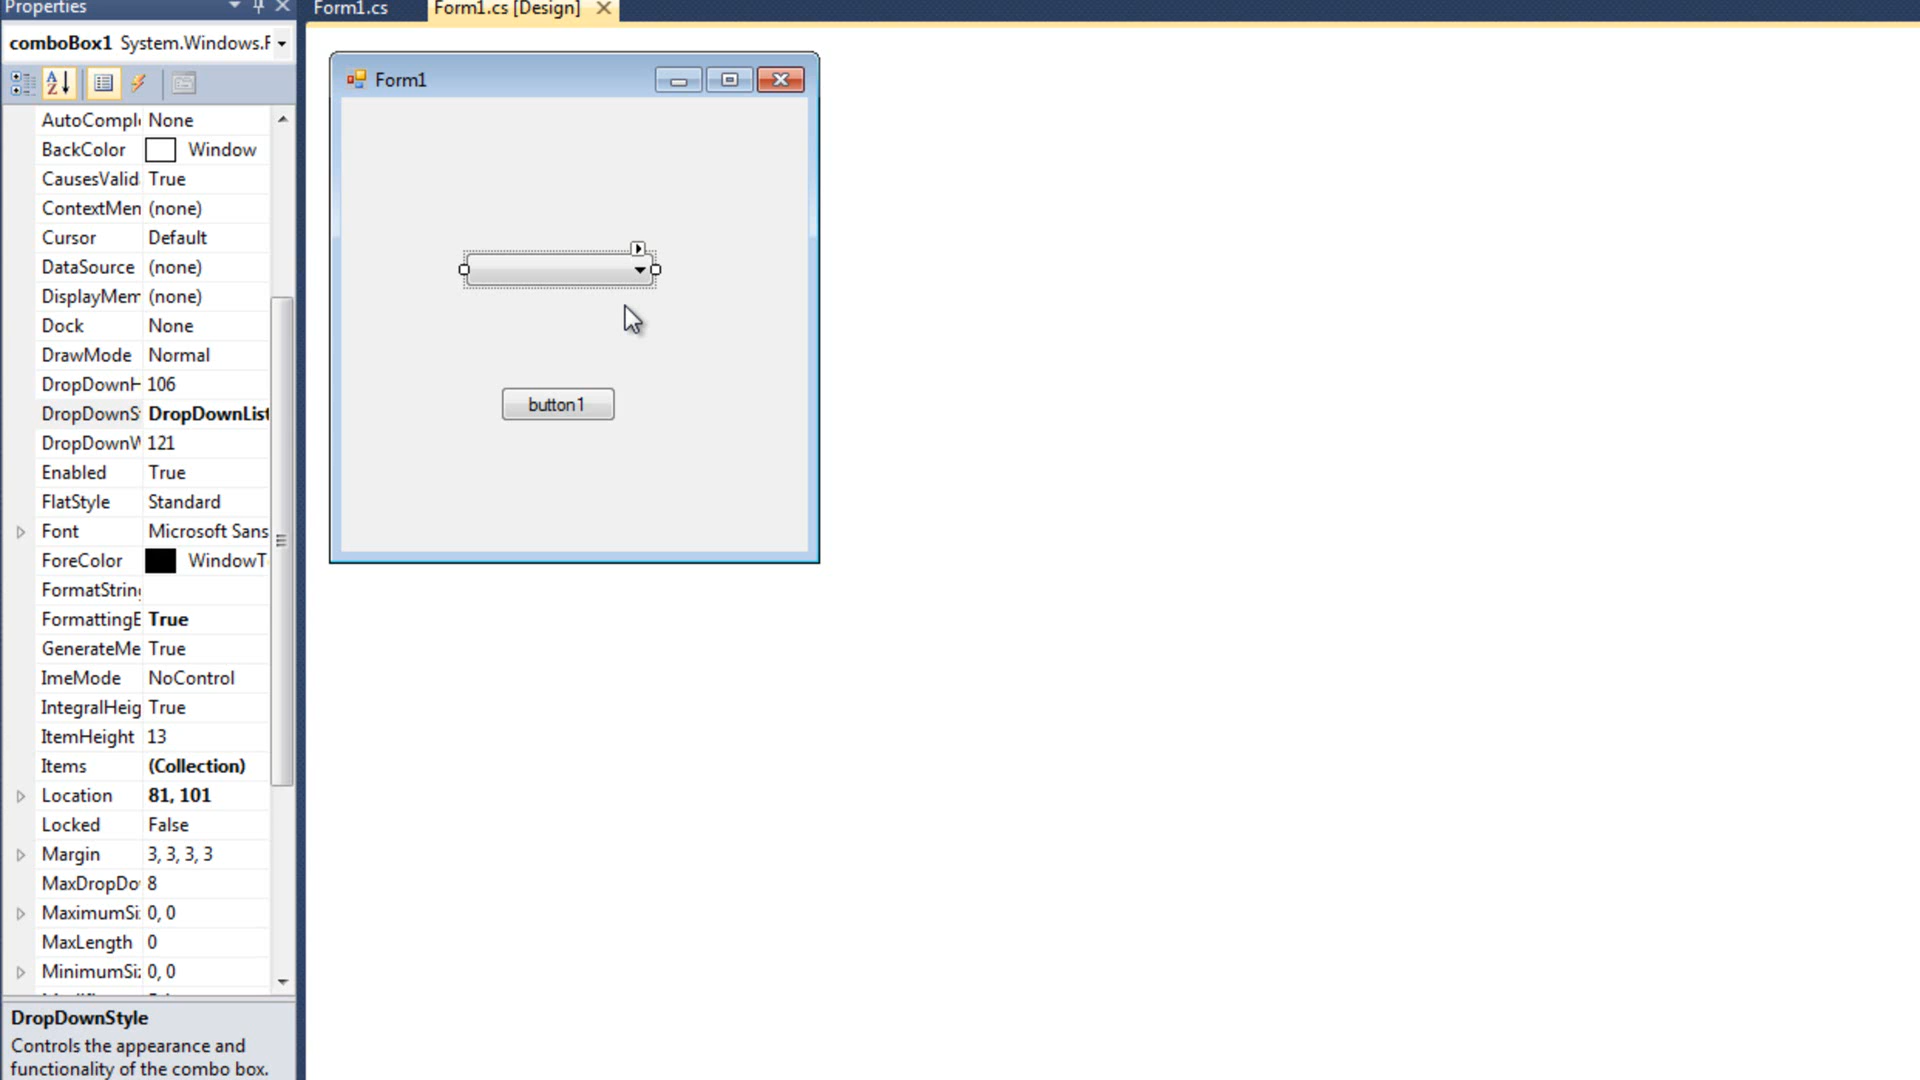 Properties
Form1.cs
Form1.cs [Design]
comboBox1 System.Windows.F
Form1
AutoComple None
BackColor Window
CausesValid True
ContextMen (none)
Cursor Default
DataSource (none)
DisplayMem (none)
Dock None
DrawMode Normal
DropDownH 106
DropDownS DropDownList
DropDownW 121
Enabled True
FlatStyle Standard
Font Microsoft Sans
ForeColor WindowT
FormatString
FormattingE True
GenerateMe True
ImeMode NoControl
IntegralHeig True
ItemHeight 13
Items (Collection)
Location 81, 101
Locked False
Margin 3, 3, 3, 3
MaxDropDo 8
MaximumSi 0, 0
MaxLength 0
MinimumSi 0, 0
button1
DropDownStyle
Controls the appearance and
functionality of the combo box.